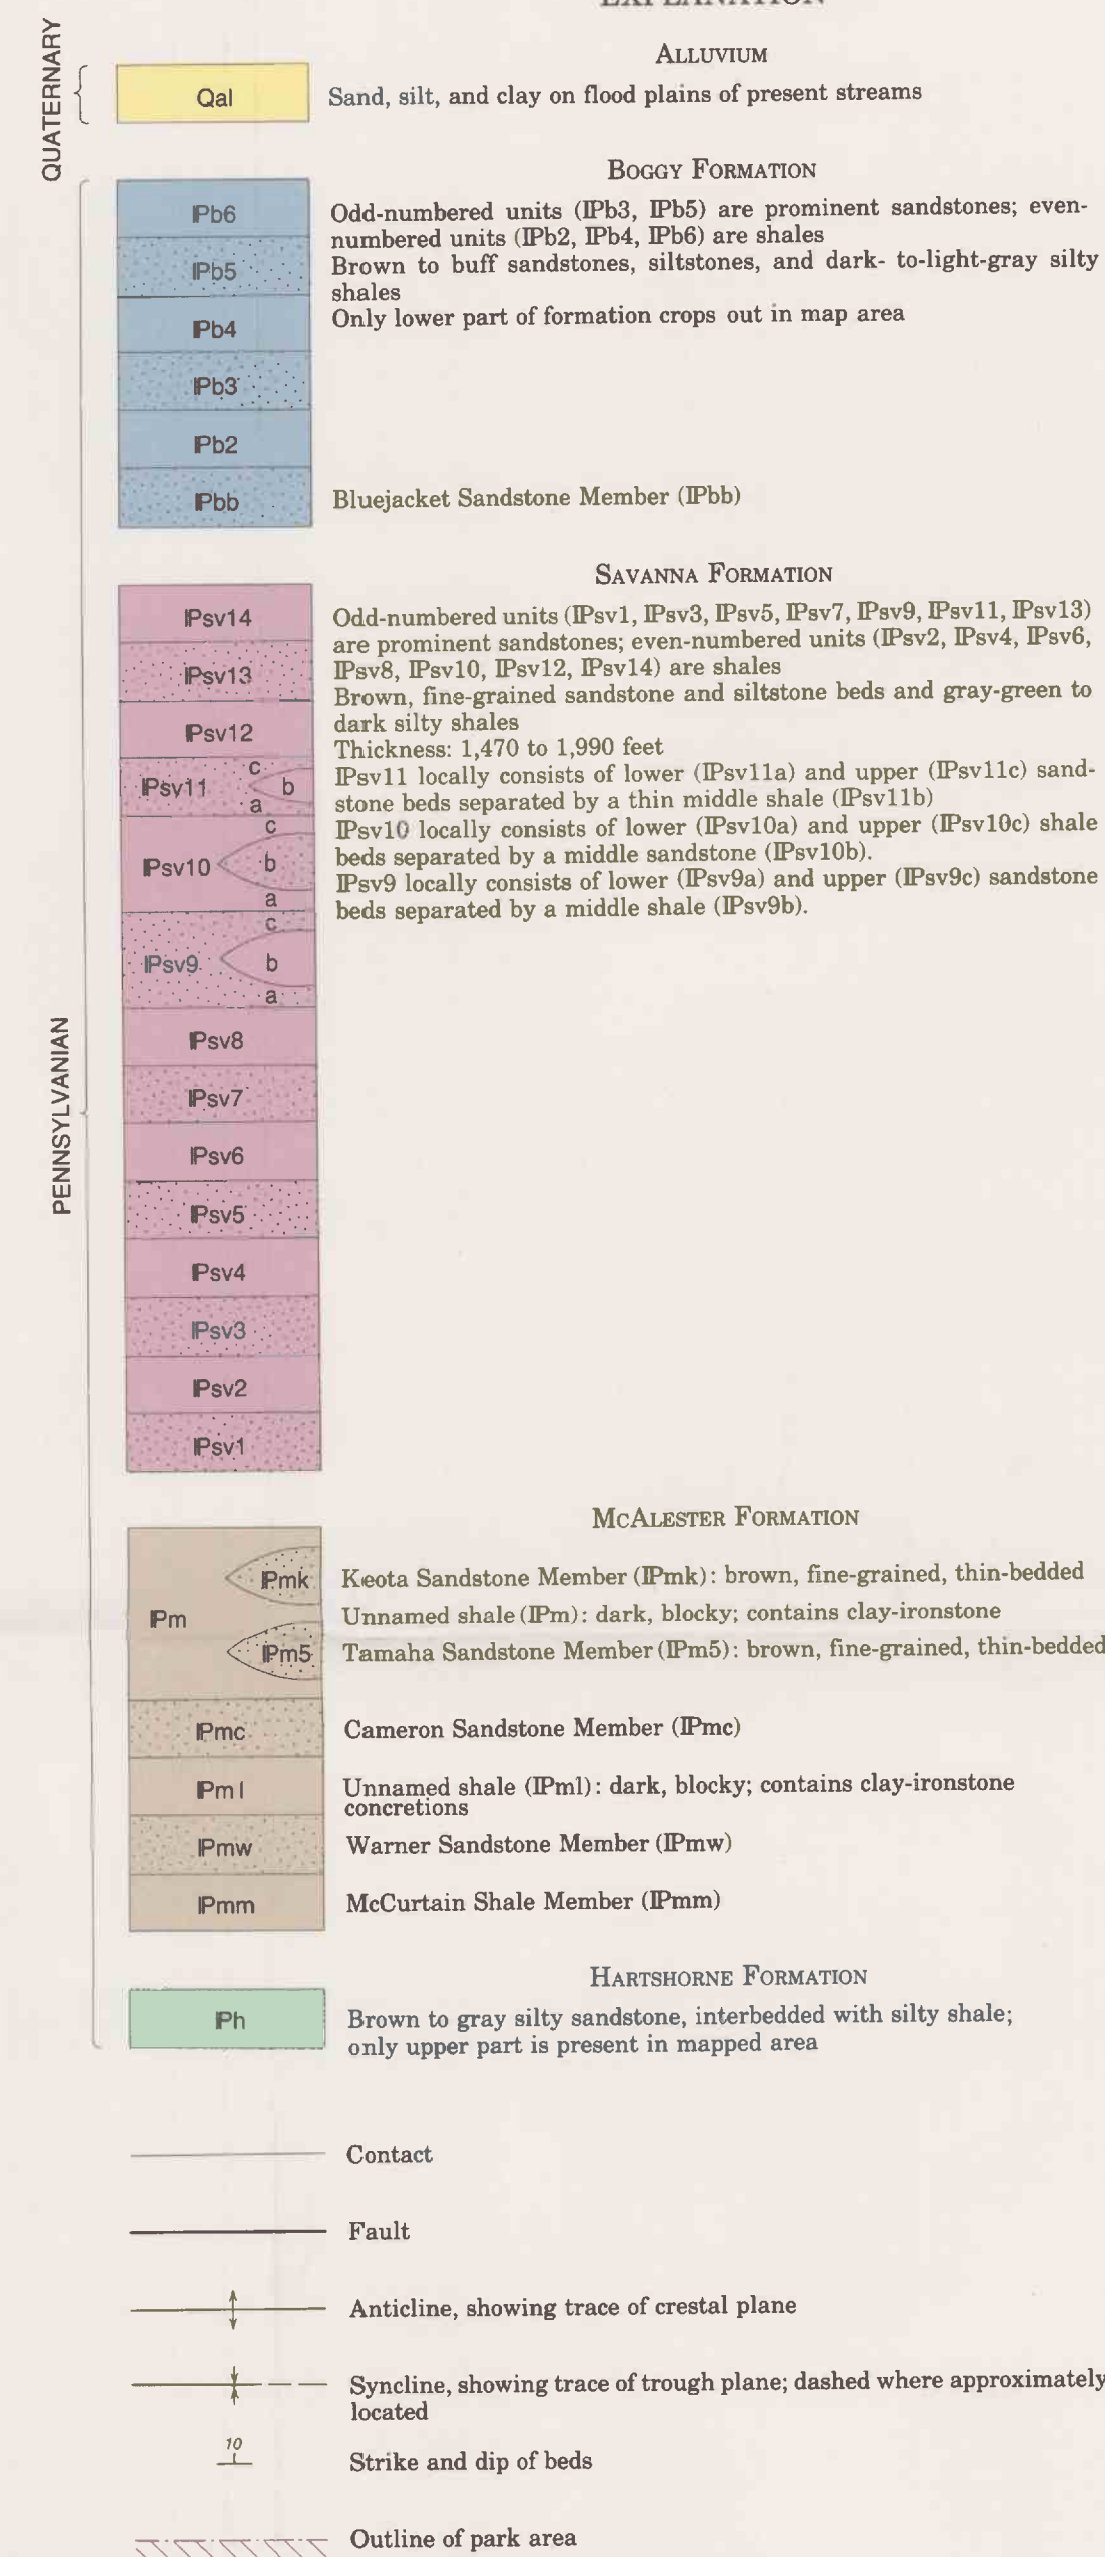 EXPLANATION
QUATERNARY
ALLUVIUM
Qal
Sand, silt, and clay on flood plains of present streams
PENNSYLVANIAN
BOGGY FORMATION
IPb6
IPb5
IPb4
IPb3
IPb2
IPbb
Odd-numbered units (IPb3, IPb5) are prominent sandstones; even-
numbered units (IPb2, IPb4, IPb6) are shales
Brown to buff sandstones, siltstones, and dark- to-light-gray silty
shales
Only lower part of formation crops out in map area
Bluejacket Sandstone Member (IPbb)
SAVANNA FORMATION
IPsv14
IPsv13
IPsv12
IPsv11
c
b
a
IPsv10
c
b
a
IPsv9
c
b
a
IPsv8
IPsv7
IPsv6
IPsv5
IPsv4
IPsv3
IPsv2
IPsv1
Odd-numbered units (IPsv1, IPsv3, IPsv5, IPsv7, IPsv9, IPsv11, IPsv13)
are prominent sandstones; even-numbered units (IPsv2, IPsv4, IPsv6,
IPsv8, IPsv10, IPsv12, IPsv14) are shales
Brown, fine-grained sandstone and siltstone beds and gray-green to
dark silty shales
Thickness: 1,470 to 1,990 feet
IPsv11 locally consists of lower (IPsv11a) and upper (IPsv11c) sand-
stone beds separated by a thin middle shale (IPsv11b)
IPsv10 locally consists of lower (IPsv10a) and upper (IPsv10c) shale
beds separated by a middle sandstone (IPsv10b).
IPsv9 locally consists of lower (IPsv9a) and upper (IPsv9c) sandstone
beds separated by a middle shale (IPsv9b).
MCALESTER FORMATION
IPm
IPmk
IPm5
Keota Sandstone Member (IPmk): brown, fine-grained, thin-bedded
Unnamed shale (IPm): dark, blocky; contains clay-ironstone
Tamaha Sandstone Member (IPm5): brown, fine-grained, thin-bedded
IPmc
Cameron Sandstone Member (IPmc)
IPm1
Unnamed shale (IPm1): dark, blocky; contains clay-ironstone
concretions
IPmw
Warner Sandstone Member (IPmw)
IPmm
McCurtain Shale Member (IPmm)
HARTSHORNE FORMATION
IPh
Brown to gray silty sandstone, interbedded with silty shale;
only upper part is present in mapped area
Contact
Fault
Anticline, showing trace of crestal plane
Syncline, showing trace of trough plane; dashed where approximately
located
10
Strike and dip of beds
Outline of park area